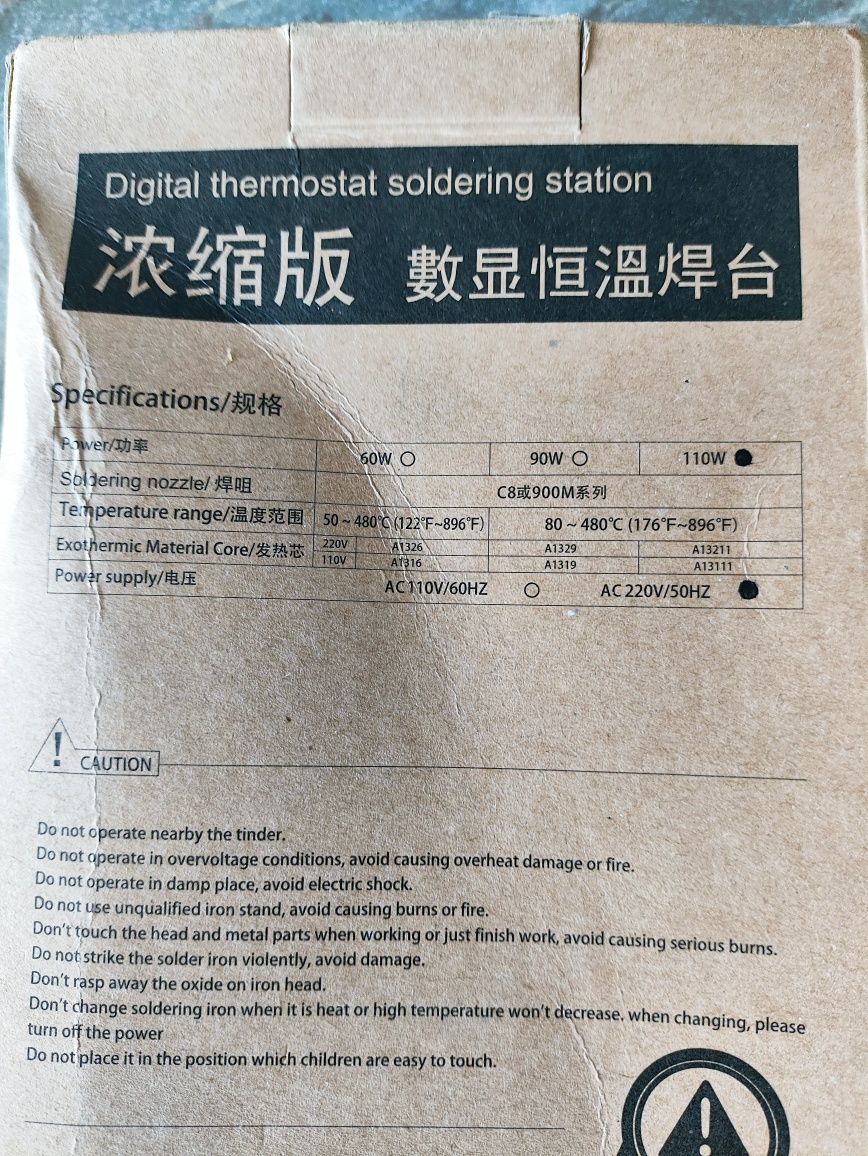 Digital thermostat soldering station
浓缩版 數显恒溫焊台
Specifications/规格
Power/功率 60W ○ 90W ○ 110W ●
Soldering nozzle/ 焊咀 C8或900M系列
Temperature range/温度范围 50 ~ 480℃ (122℉~896℉) 80 ~ 480℃ (176℉~896℉)
Exothermic Material Core/发热芯 220V A1326 A1329 A13211
110V A1316 A1319 A13111
Power supply/电压 AC 110V/60HZ ○ AC 220V/50HZ ●
! CAUTION
Do not operate nearby the tinder.
Do not operate in overvoltage conditions, avoid causing overheat damage or fire.
Do not operate in damp place, avoid electric shock.
Do not use unqualified iron stand, avoid causing burns or fire.
Don't touch the head and metal parts when working or just finish work, avoid causing serious burns.
Do not strike the solder iron violently, avoid damage.
Don't rasp away the oxide on iron head.
Don't change soldering iron when it is heat or high temperature won't decrease. when changing, please
turn off the power
Do not place it in the position which children are easy to touch.